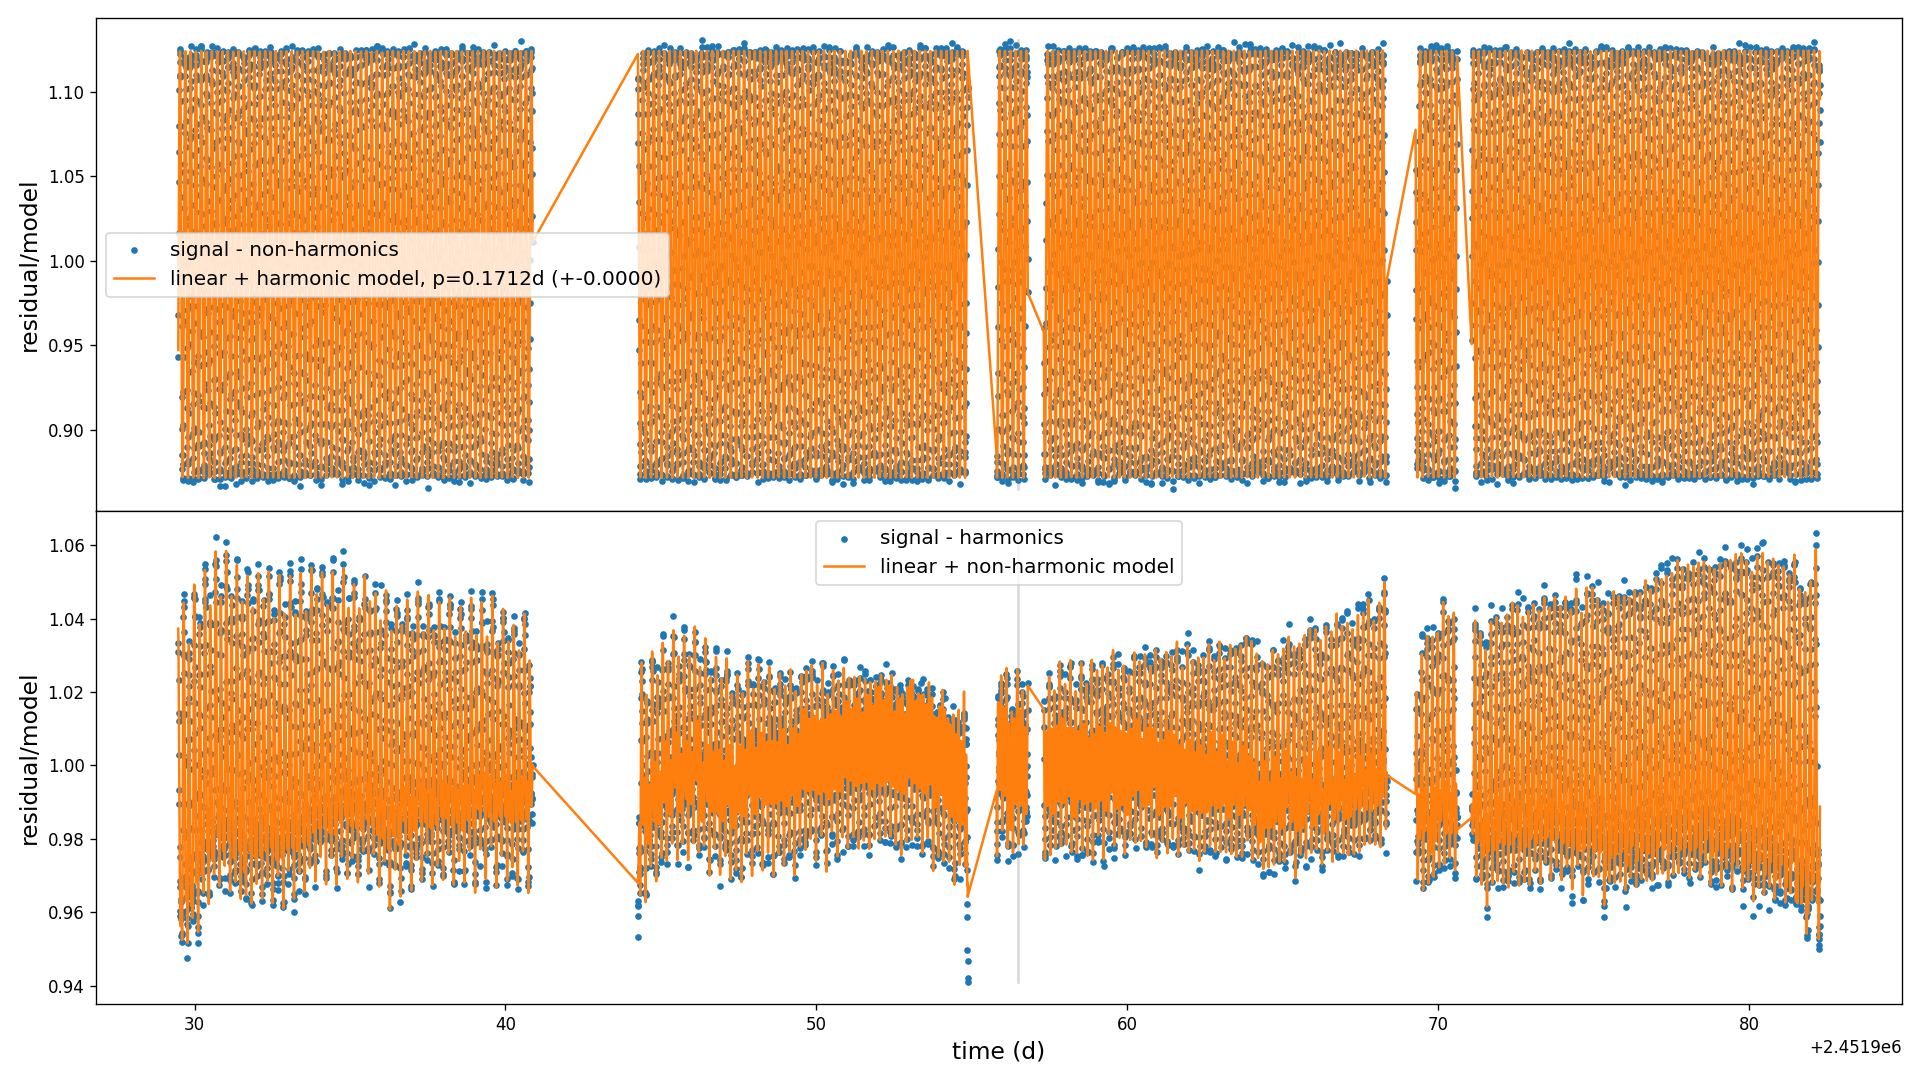 1.10
1.05
1.00
0.95
0.90
residual/model
signal - non-harmonics
linear + harmonic model, p=0.1712d (+-0.0000)
1.06
1.04
1.02
1.00
0.98
0.96
0.94
residual/model
signal - harmonics
linear + non-harmonic model
30 40 50 60 70 80
time (d)
+2.4519e6